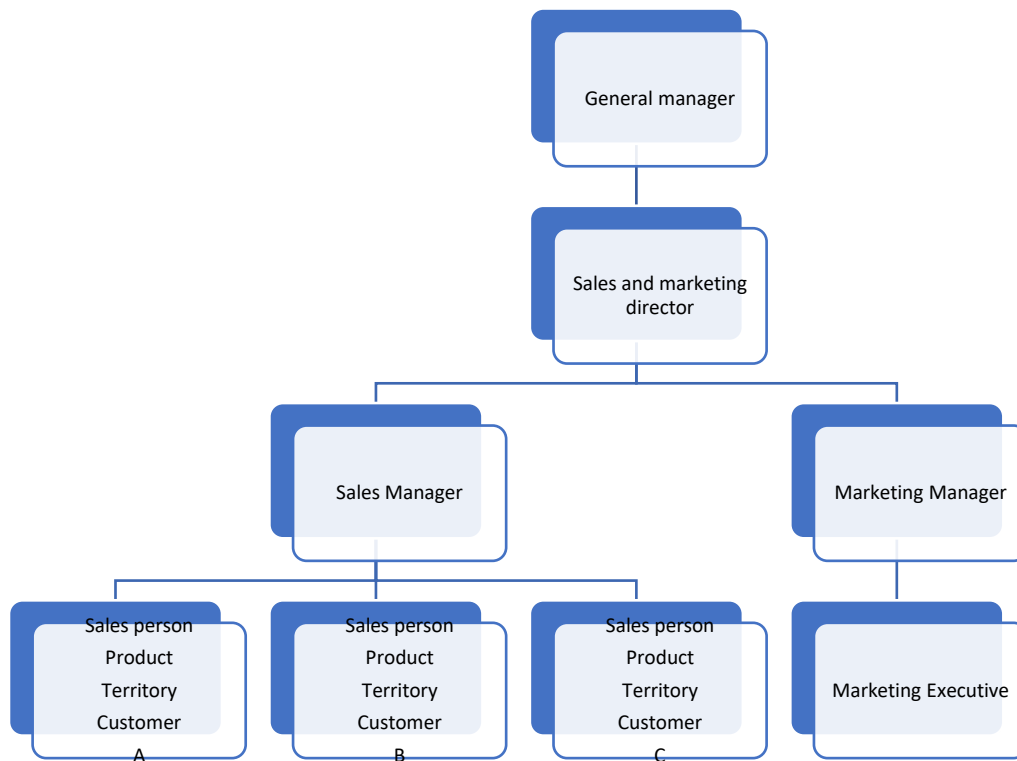 General manager
Sales and marketing
director
Sales Manager
Marketing Manager
Sales person
Product
Territory
Customer
A
Sales person
Product
Territory
Customer
B
Sales person
Product
Territory
Customer
C
Marketing Executive